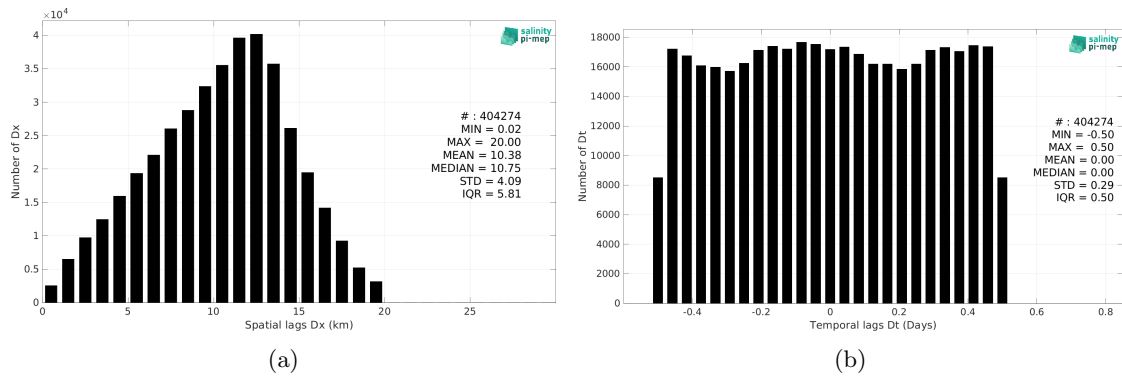 ×10⁴
4
3.5
3
2.5
2
1.5
1
0.5
0
Number of Dx
0 5 10 15 20 25
Spatial lags Dx (km)
salinity
pi-mep
# : 404274
MIN = 0.02
MAX = 20.00
MEAN = 10.38
MEDIAN = 10.75
STD = 4.09
IQR = 5.81
(a)
18000
16000
14000
12000
10000
8000
6000
4000
2000
0
Number of Dt
-0.4 -0.2 0 0.2 0.4 0.6 0.8
Temporal lags Dt (Days)
salinity
pi-mep
# : 404274
MIN = -0.50
MAX = 0.50
MEAN = 0.00
MEDIAN = 0.00
STD = 0.29
IQR = 0.50
(b)